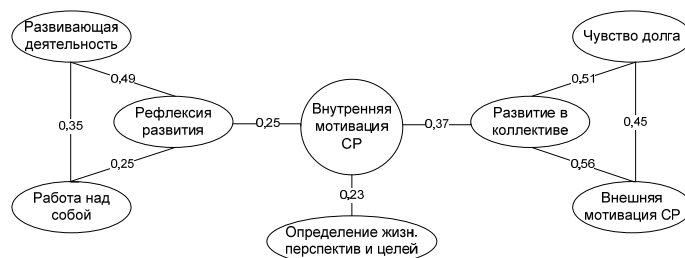 Развивающая
деятельность
Чувство долга
0,49
0,51
0,35
Рефлексия
развития
0,25
Внутренняя
мотивация
СР
0,37
Развитие в
коллективе
0,45
0,25
0,56
Работа над
собой
0,23
Внешняя
мотивация СР
Определение жизн.
перспектив и целей